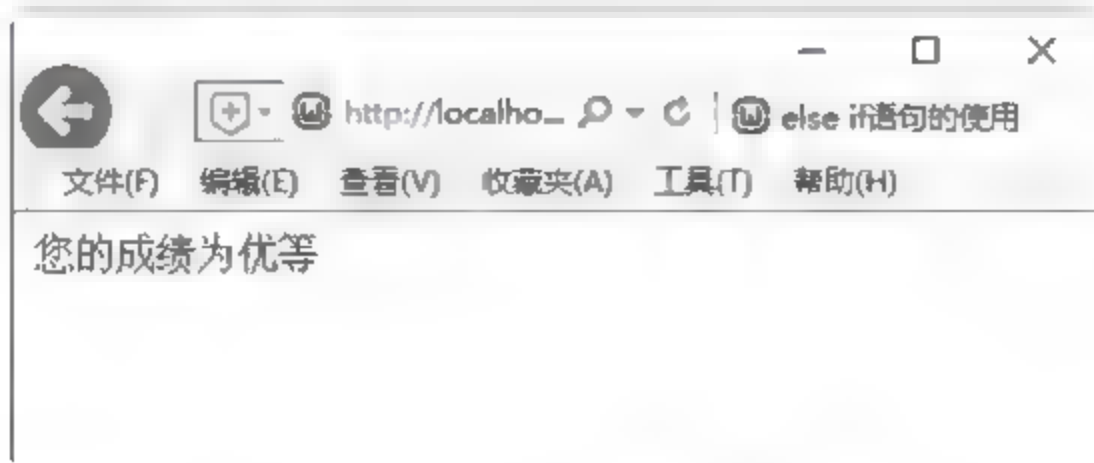 http://localho... else if语句的使用
文件(F) 编辑(E) 查看(V) 收藏夹(A) 工具(T) 帮助(H)
您的成绩为优等